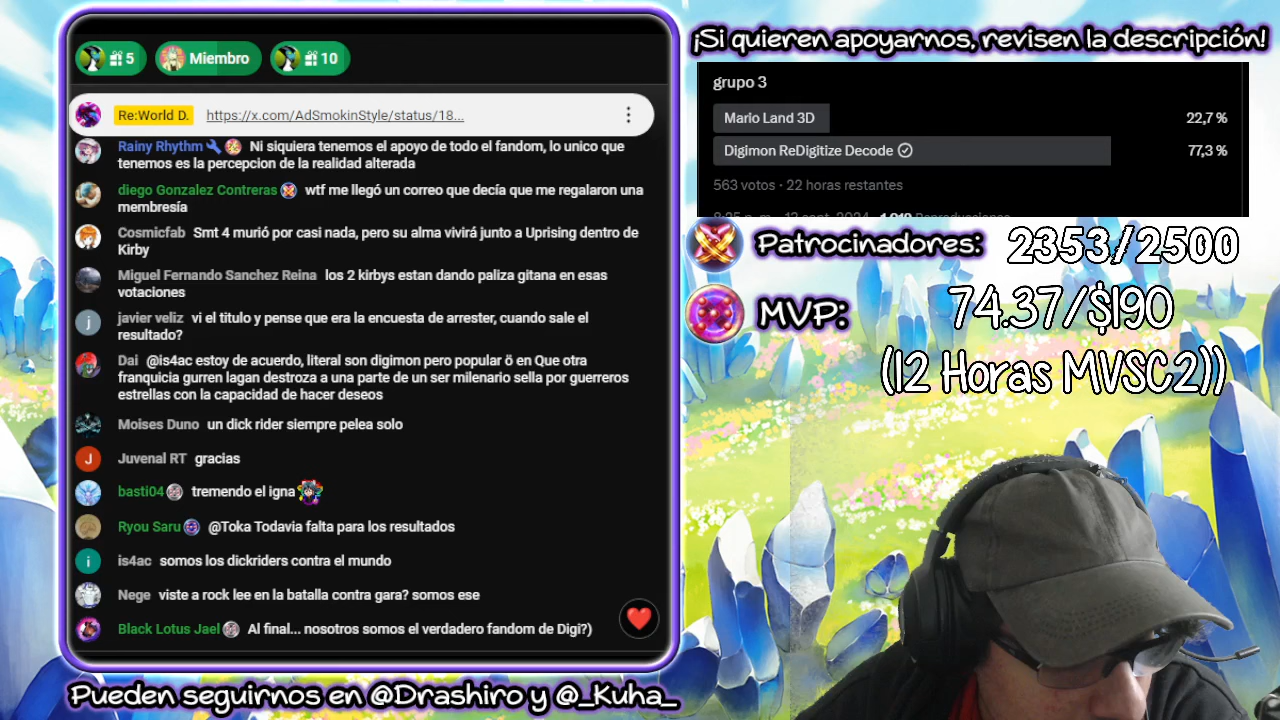 5
Miembro
10
Re:World D. https://x.com/AdSmokinStyle/status/18...
Rainy Rhythm Ni siquiera tenemos el apoyo de todo el fandom, lo unico que
tenemos es la percepcion de la realidad alterada
diego Gonzalez Contreras wtf me llegó un correo que decía que me regalaron una
membresía
Cosmicfab Smt 4 murió por casi nada, pero su alma vivirá junto a Uprising dentro de
Kirby
Miguel Fernando Sanchez Reina los 2 kirbys estan dando paliza gitana en esas
votaciones
j
javier veliz vi el titulo y pense que era la encuesta de arrester, cuando sale el
resultado?
Dai @is4ac estoy de acuerdo, literal son digimon pero popular ö en Que otra
franquicia gurren lagan destroza a una parte de un ser milenario sella por guerreros
estrellas con la capacidad de hacer deseos
Moises Duno un dick rider siempre pelea solo
J
Juvenal RT gracias
basti04 tremendo el igna
Ryou Saru @Toka Todavia falta para los resultados
i
is4ac somos los dickriders contra el mundo
Nege viste a rock lee en la batalla contra gara? somos ese
Black Lotus Jael Al final... nosotros somos el verdadero fandom de Digi?)
Pueden seguirnos en @Drashiro y @_Kuha_
¡Si quieren apoyarnos, revisen la descripción!
grupo 3
Mario Land 3D 22,7 %
Digimon ReDigitize Decode 77,3 %
563 votos · 22 horas restantes
Patrocinadores: 2353/2500
MVP: 74.37/$190
(12 Horas MVSC2))